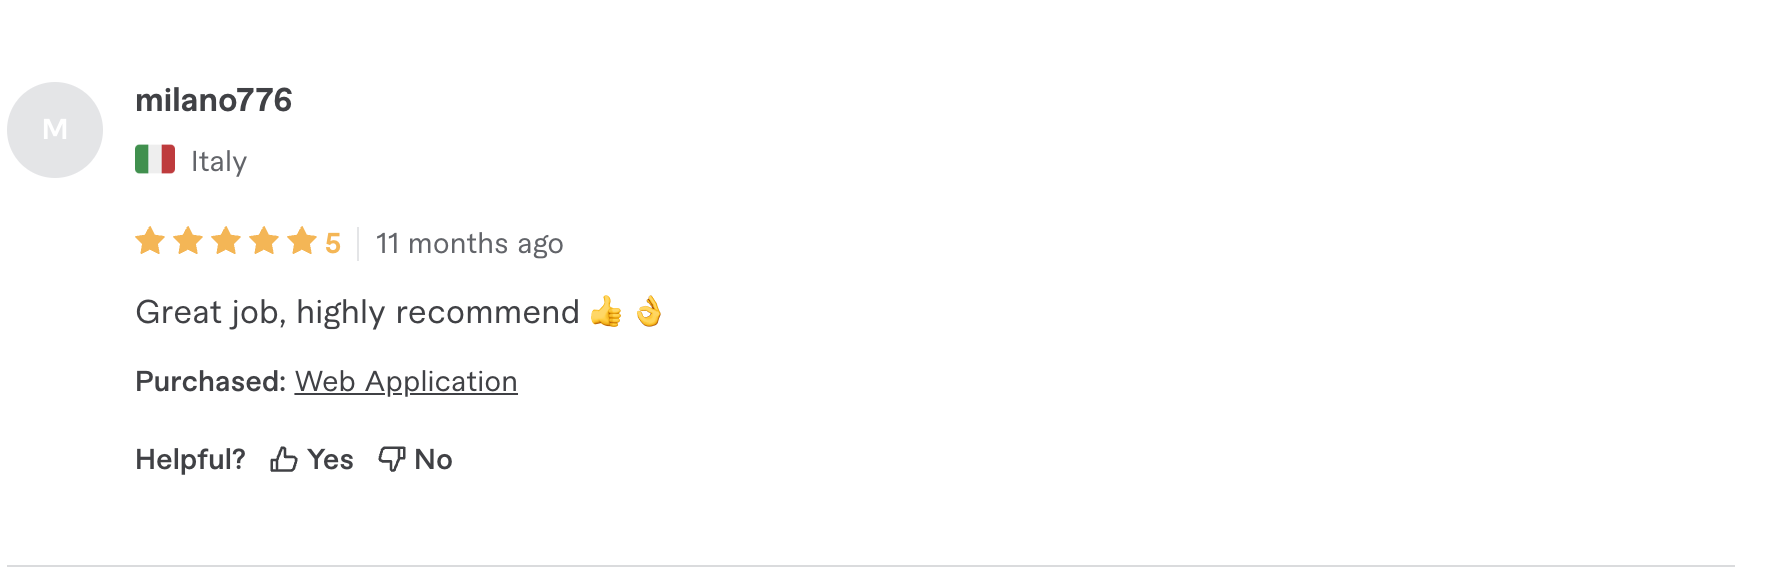 M
milano776
Italy
5 11 months ago
Great job, highly recommend 👍 👌
Purchased: Web Application
Helpful? Yes No